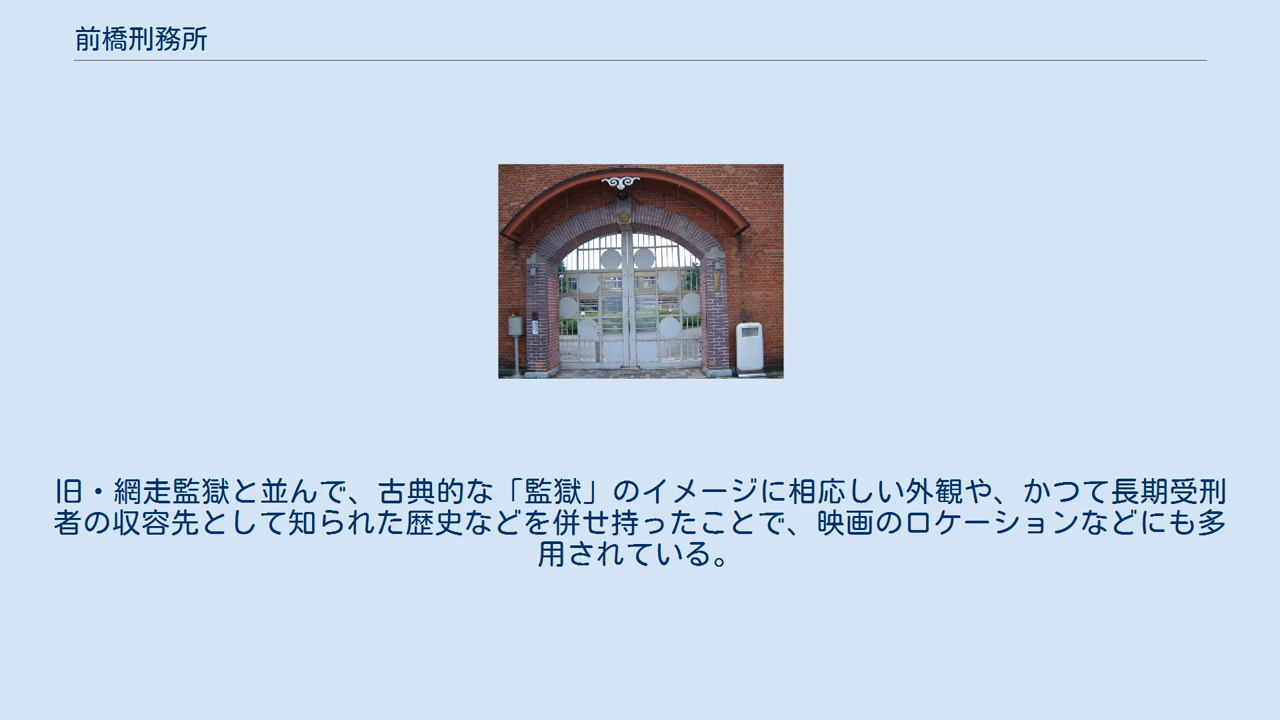 前橋刑務所
旧・網走監獄と並んで、古典的な「監獄」のイメージに相応しい外観や、かつて長期受刑
者の収容先として知られた歴史などを併せ持ったことで、映画のロケーションなどにも多
用されている。